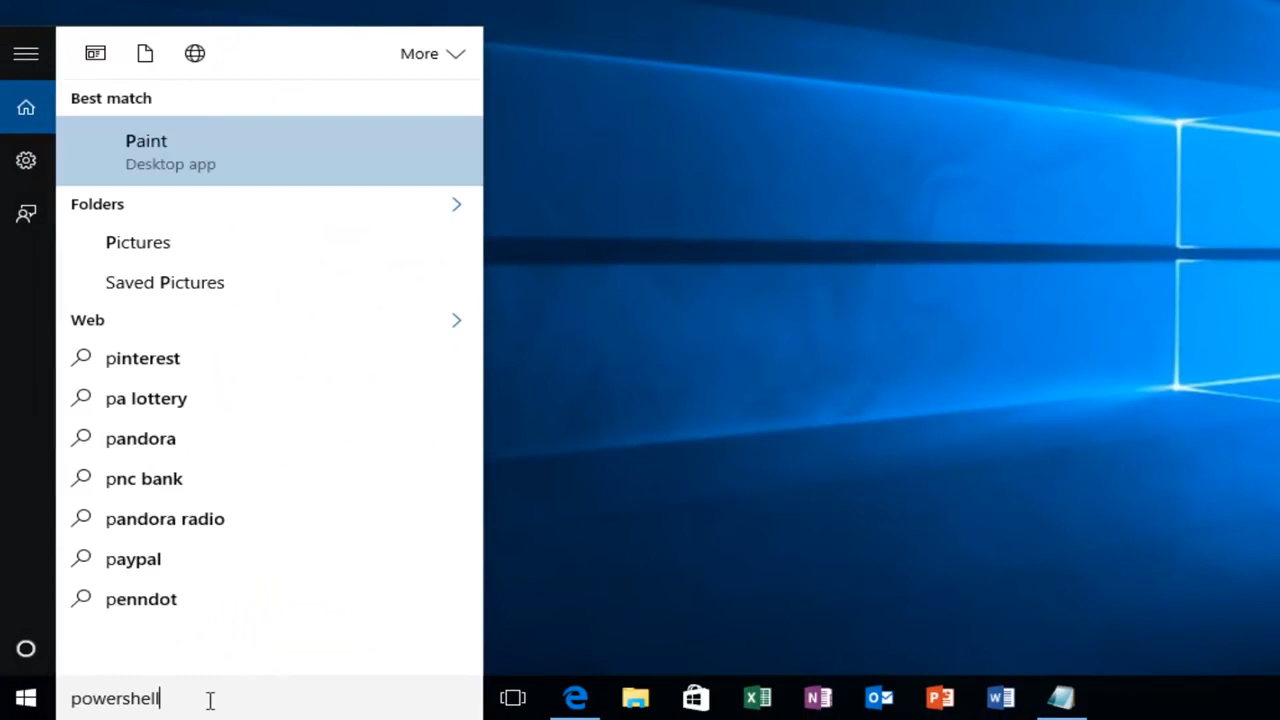 More
Best match
Paint
Desktop app
Folders
Pictures
Saved Pictures
Web
pinterest
pa lottery
pandora
pnc bank
pandora radio
paypal
penndot
powershell